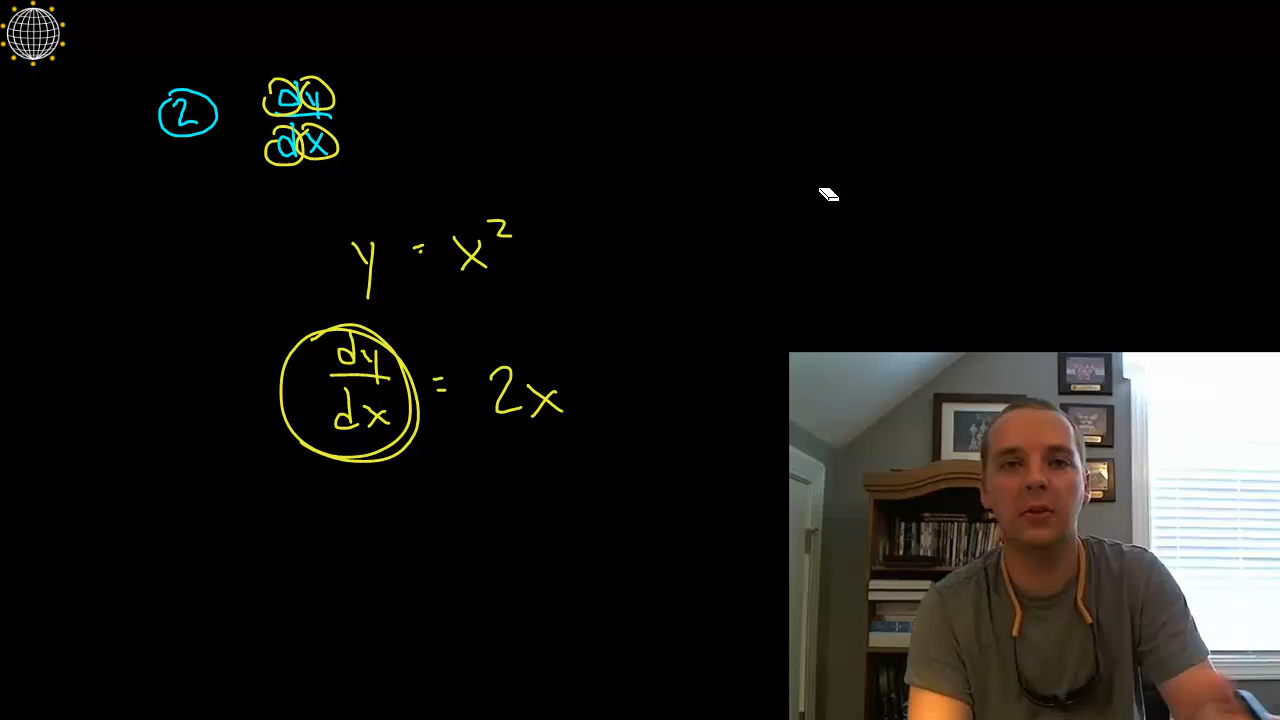 2 dy/dx
y = x²
dy/dx = 2x